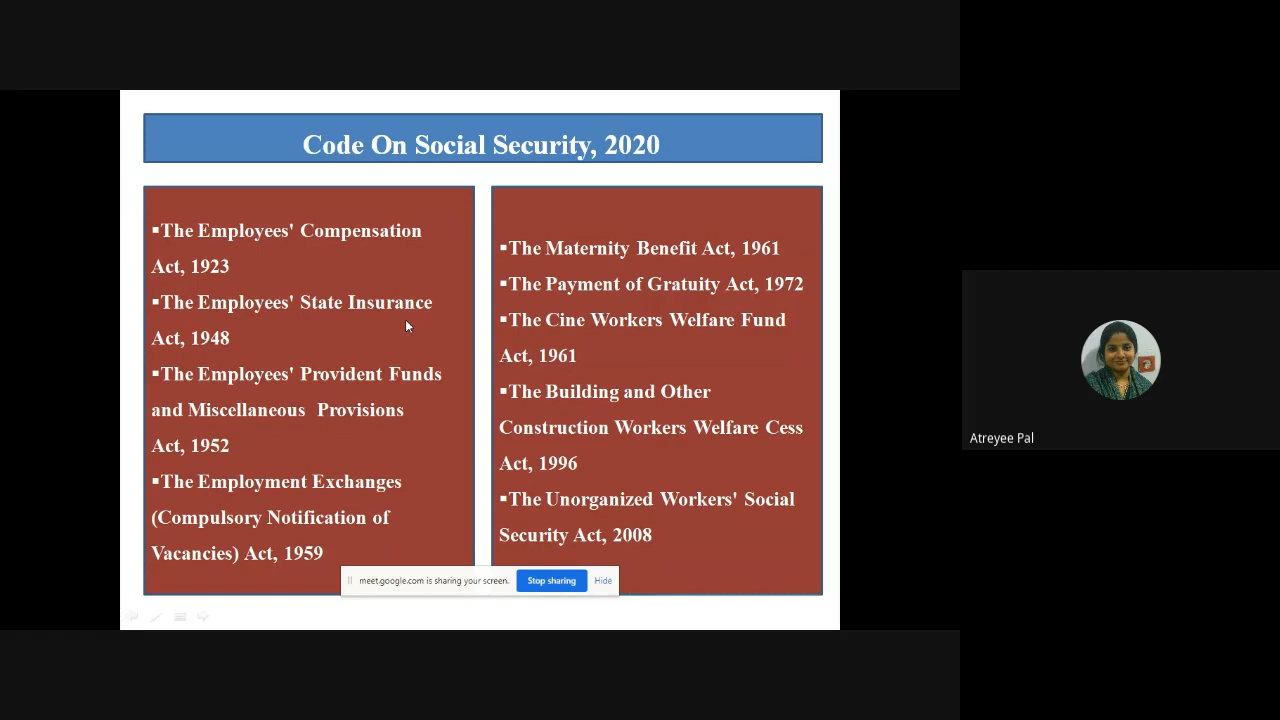 Code On Social Security, 2020
▪The Employees' Compensation
Act, 1923
▪The Employees' State Insurance
Act, 1948
▪The Employees' Provident Funds
and Miscellaneous Provisions
Act, 1952
▪The Employment Exchanges
(Compulsory Notification of
Vacancies) Act, 1959
▪The Maternity Benefit Act, 1961
▪The Payment of Gratuity Act, 1972
▪The Cine Workers Welfare Fund
Act, 1961
▪The Building and Other
Construction Workers Welfare Cess
Act, 1996
▪The Unorganized Workers' Social
Security Act, 2008
meet.google.com is sharing your screen. Stop sharing Hide
Atreyee Pal